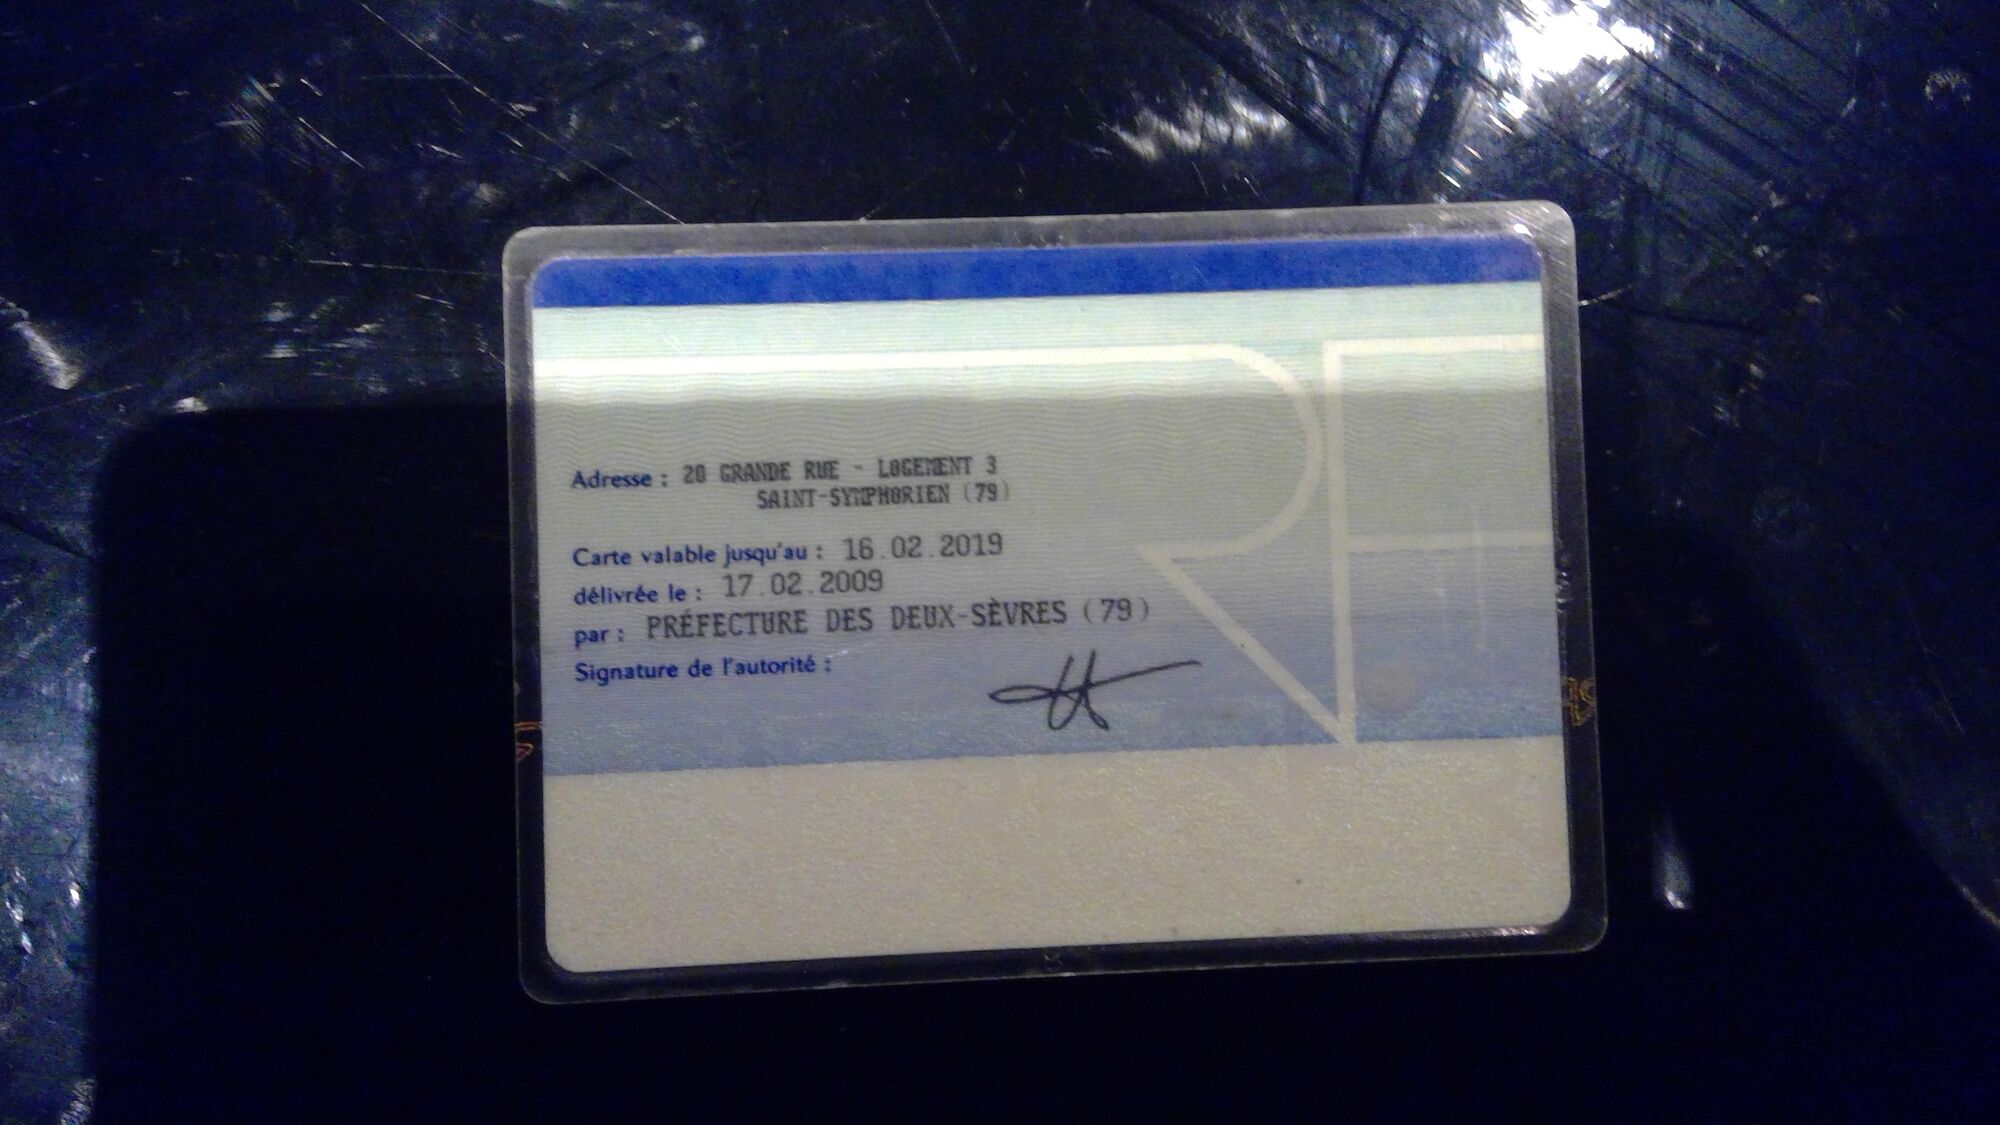 Adresse : 20 GRANDE RUE - LOGEMENT 3
SAINT-SYMPHORIEN (79)
Carte valable jusqu'au : 16.02.2019
délivrée le : 17.02.2009
par : PRÉFECTURE DES DEUX-SÈVRES (79)
Signature de l'autorité :
RF